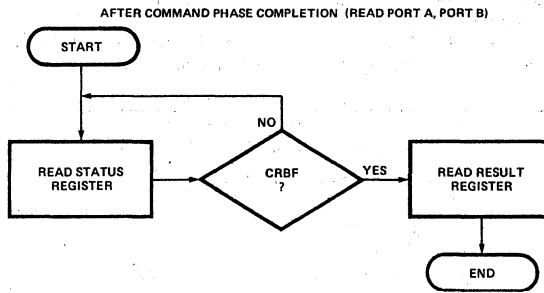 AFTER COMMAND PHASE COMPLETION (READ PORT A, PORT B)
START
NO
READ STATUS
REGISTER
CRBF
?
YES
READ RESULT
REGISTER
END